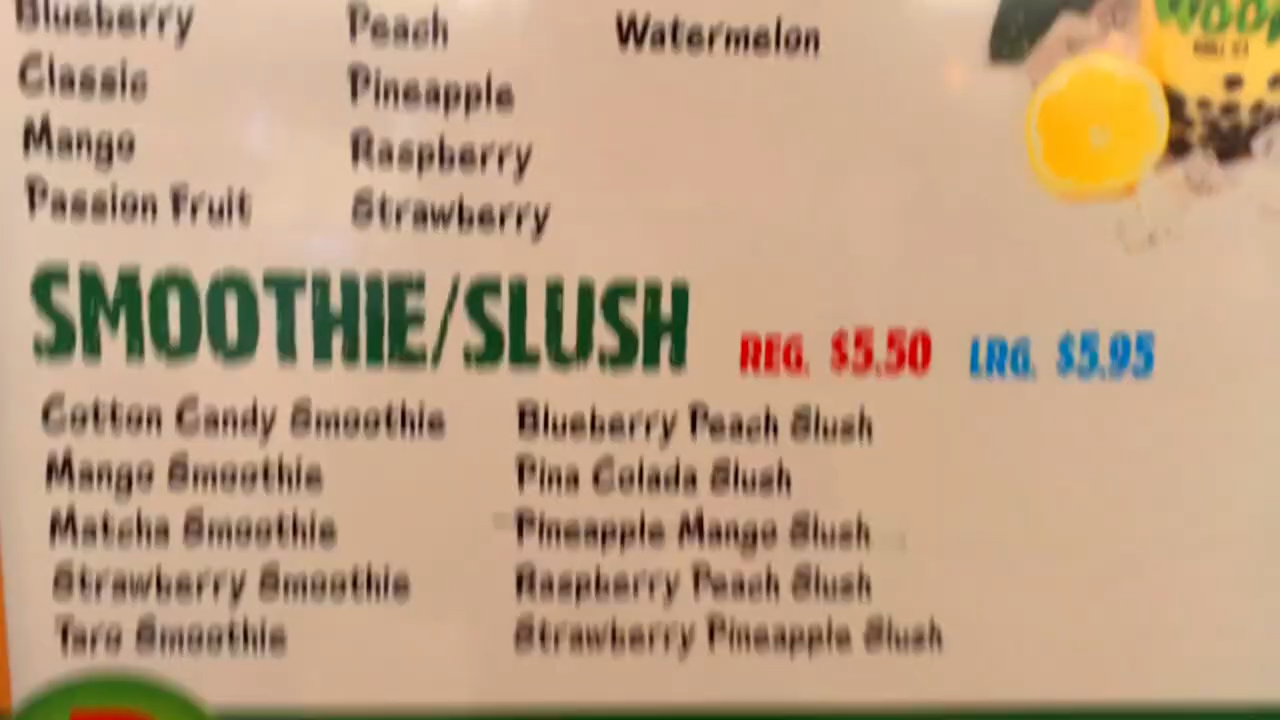 Blueberry Peach Watermelon
Classic Pineapple
Mango Raspberry
Passion Fruit Strawberry
SMOOTHIE/SLUSH REG. $5.50 LRG. $5.95
Cotton Candy Smoothie Blueberry Peach Slush
Mango Smoothie Pina Colada Slush
Matcha Smoothie Pineapple Mango Slush
Strawberry Smoothie Raspberry Peach Slush
Taro Smoothie Strawberry Pineapple Slush